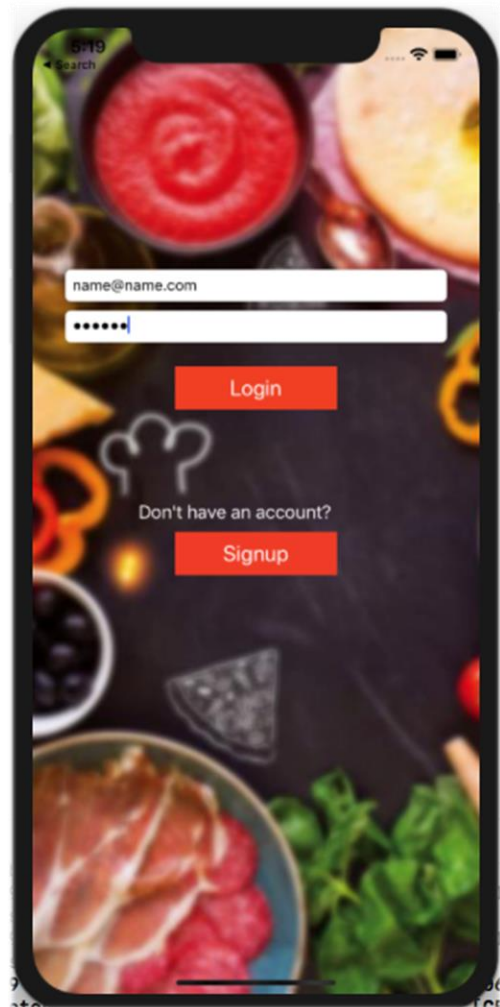 5:19
◀ Search
name@name.com
••••••
Login
Don't have an account?
Signup